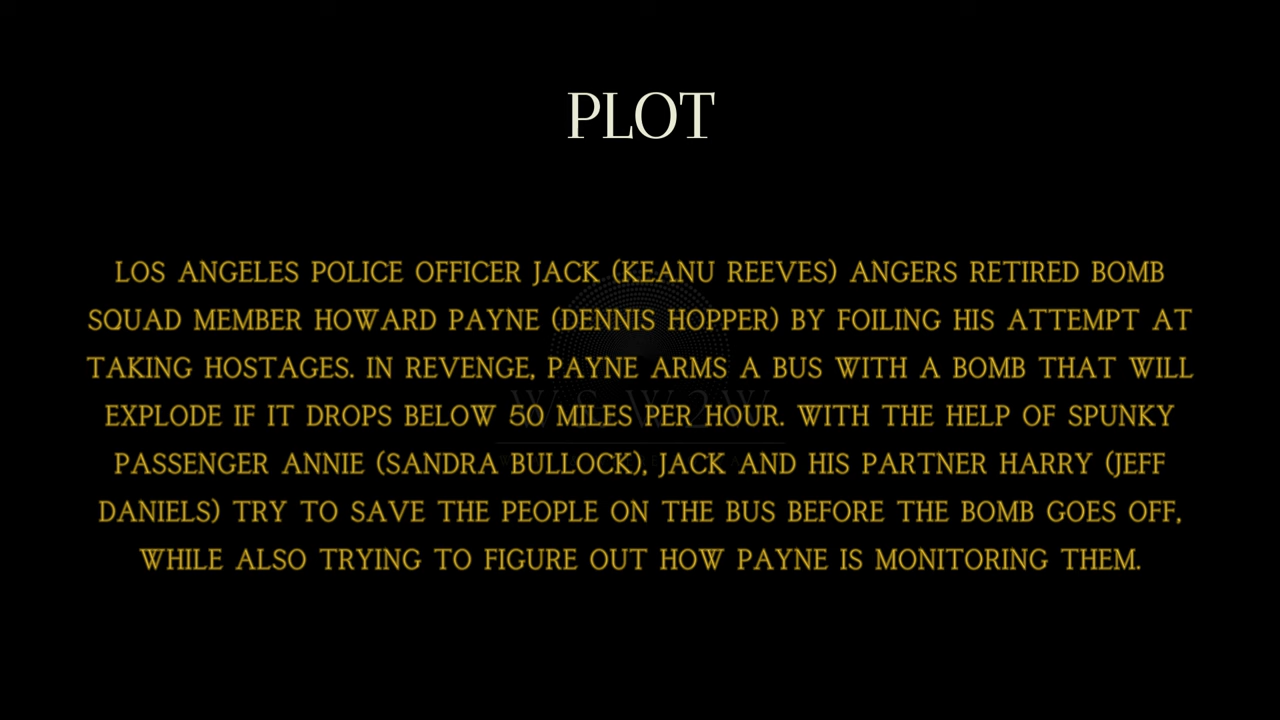 PLOT
LOS ANGELES POLICE OFFICER JACK (KEANU REEVES) ANGERS RETIRED BOMB
SQUAD MEMBER HOWARD PAYNE (DENNIS HOPPER) BY FOILING HIS ATTEMPT AT
TAKING HOSTAGES. IN REVENGE, PAYNE ARMS A BUS WITH A BOMB THAT WILL
EXPLODE IF IT DROPS BELOW 50 MILES PER HOUR. WITH THE HELP OF SPUNKY
PASSENGER ANNIE (SANDRA BULLOCK), JACK AND HIS PARTNER HARRY (JEFF
DANIELS) TRY TO SAVE THE PEOPLE ON THE BUS BEFORE THE BOMB GOES OFF,
WHILE ALSO TRYING TO FIGURE OUT HOW PAYNE IS MONITORING THEM.